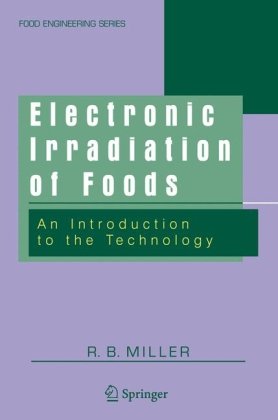 FOOD ENGINEERING SERIES
Electronic
Irradiation
of Foods
An Introduction
to the Technology
R. B. MILLER
Springer